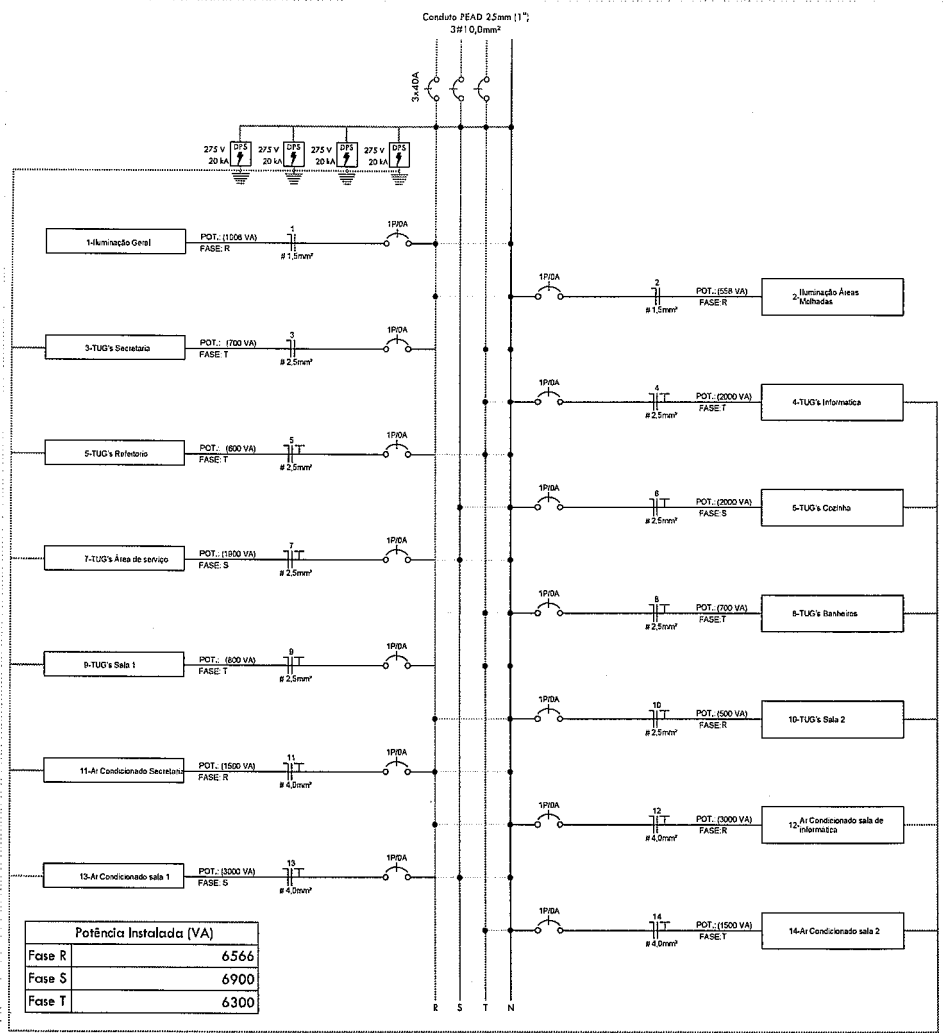 Conduto PEAD 25mm (1")
3#10,0mm²
3x40A
275 V
20 kA
DPS
275 V
20 kA
DPS
275 V
20 kA
DPS
275 V
20 kA
DPS
1-Iluminação Geral
POT.: (1008 VA)
FASE: R
1
# 1,5mm²
1P/0A
1P/0A
2
# 1,5mm²
POT.: (558 VA)
FASE:R
2-Iluminação Áreas
Molhadas
3-TUG's Secretaria
POT.: (700 VA)
FASE: T
3
# 2,5mm²
1P/0A
1P/0A
4
# 2,5mm²
POT.: (2000 VA)
FASE:T
4-TUG's Informatica
5-TUG's Refeitorio
POT.: (600 VA)
FASE: T
5
# 2,5mm²
1P/0A
1P/0A
6
# 2,5mm²
POT.: (2000 VA)
FASE:S
6-TUG's Cozinha
7-TUG's Área de serviço
POT.: (1900 VA)
FASE: S
7
# 2,5mm²
1P/0A
1P/0A
8
# 2,5mm²
POT.: (700 VA)
FASE:T
8-TUG's Banheiros
9-TUG's Sala 1
POT.: (800 VA)
FASE: T
9
# 2,5mm²
1P/0A
1P/0A
10
# 2,5mm²
POT.: (500 VA)
FASE:R
10-TUG's Sala 2
11-Ar Condicionado Secretaria
POT.: (1500 VA)
FASE: R
11
# 4,0mm²
1P/0A
1P/0A
12
# 4,0mm²
POT.: (3000 VA)
FASE:R
12-Ar Condicionado sala de
informática
13-Ar Condicionado sala 1
POT.: (3000 VA)
FASE: S
13
# 4,0mm²
1P/0A
1P/0A
14
# 4,0mm²
POT.: (1500 VA)
FASE:T
14-Ar Condicionado sala 2
Potência Instalada (VA)
Fase R 6566
Fase S 6900
Fase T 6300
R S T N